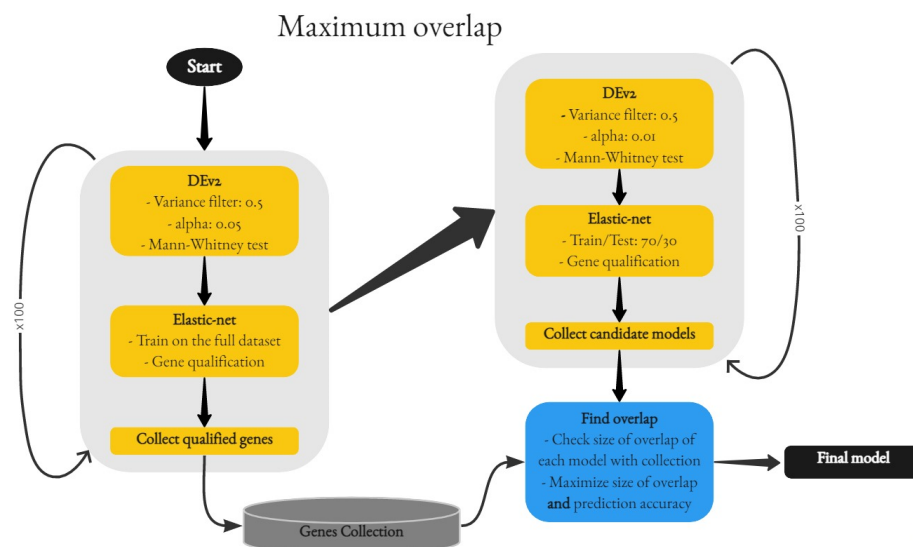 Maximum overlap
Start
DEv2
- Variance filter: 0.5
- alpha: 0.05
- Mann-Whitney test
Elastic-net
- Train on the full dataset
- Gene qualification
Collect qualified genes
x100
Genes Collection
DEv2
- Variance filter: 0.5
- alpha: 0.01
- Mann-Whitney test
Elastic-net
- Train/Test: 70/30
- Gene qualification
Collect candidate models
x100
Find overlap
- Check size of overlap of
each model with collection
- Maximize size of overlap
and prediction accuracy
Final model